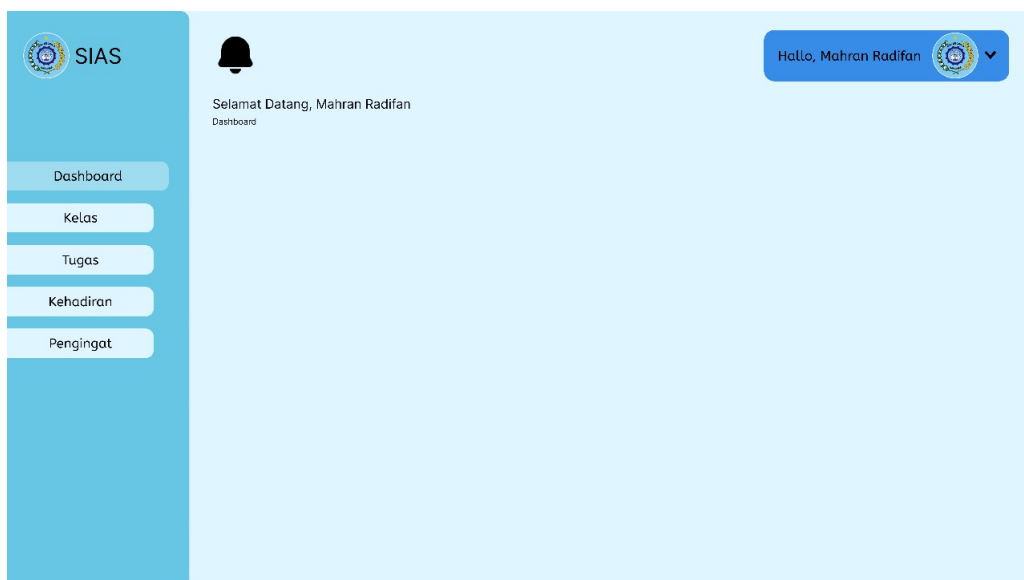 SIAS
Hallo, Mahran Radifan
Selamat Datang, Mahran Radifan
Dashboard
Dashboard
Kelas
Tugas
Kehadiran
Pengingat